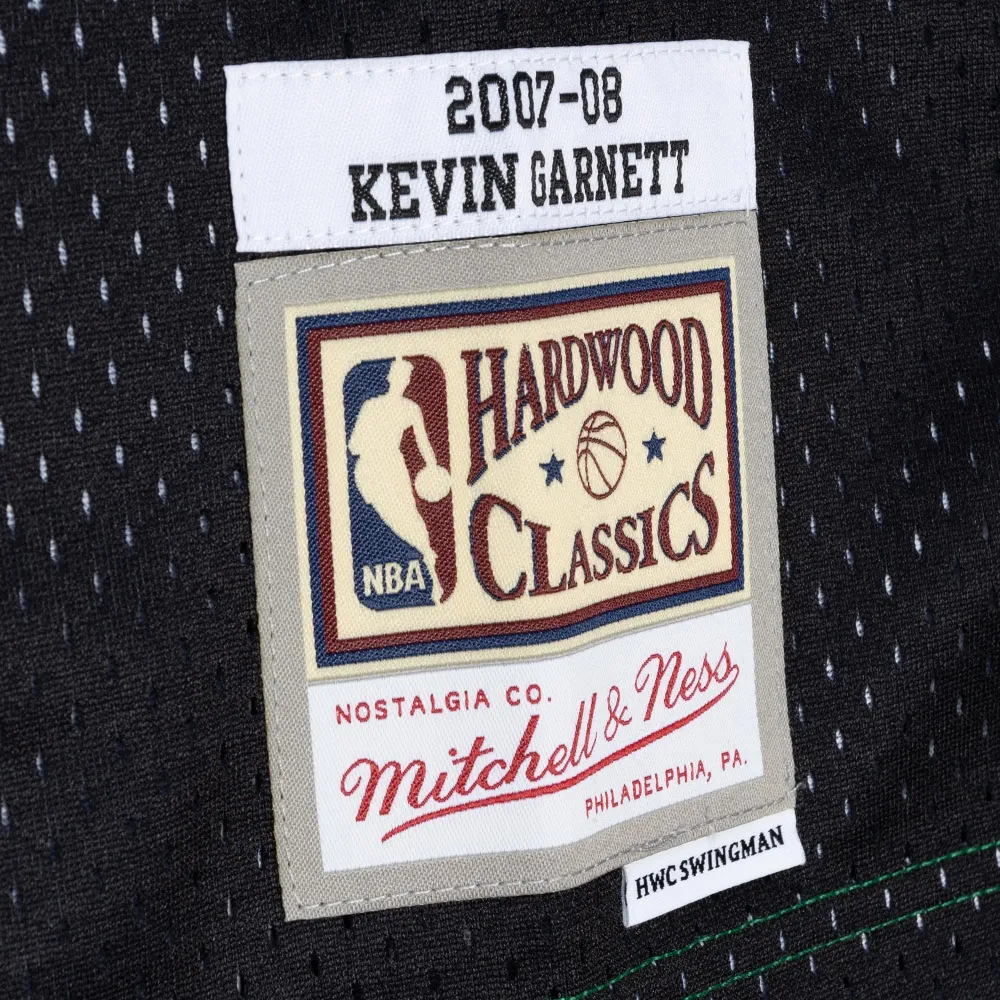 2007-08
KEVIN GARNETT
HARDWOOD
CLASSICS
NBA
NOSTALGIA CO.
Mitchell & Ness
PHILADELPHIA, PA.
HWC SWINGMAN